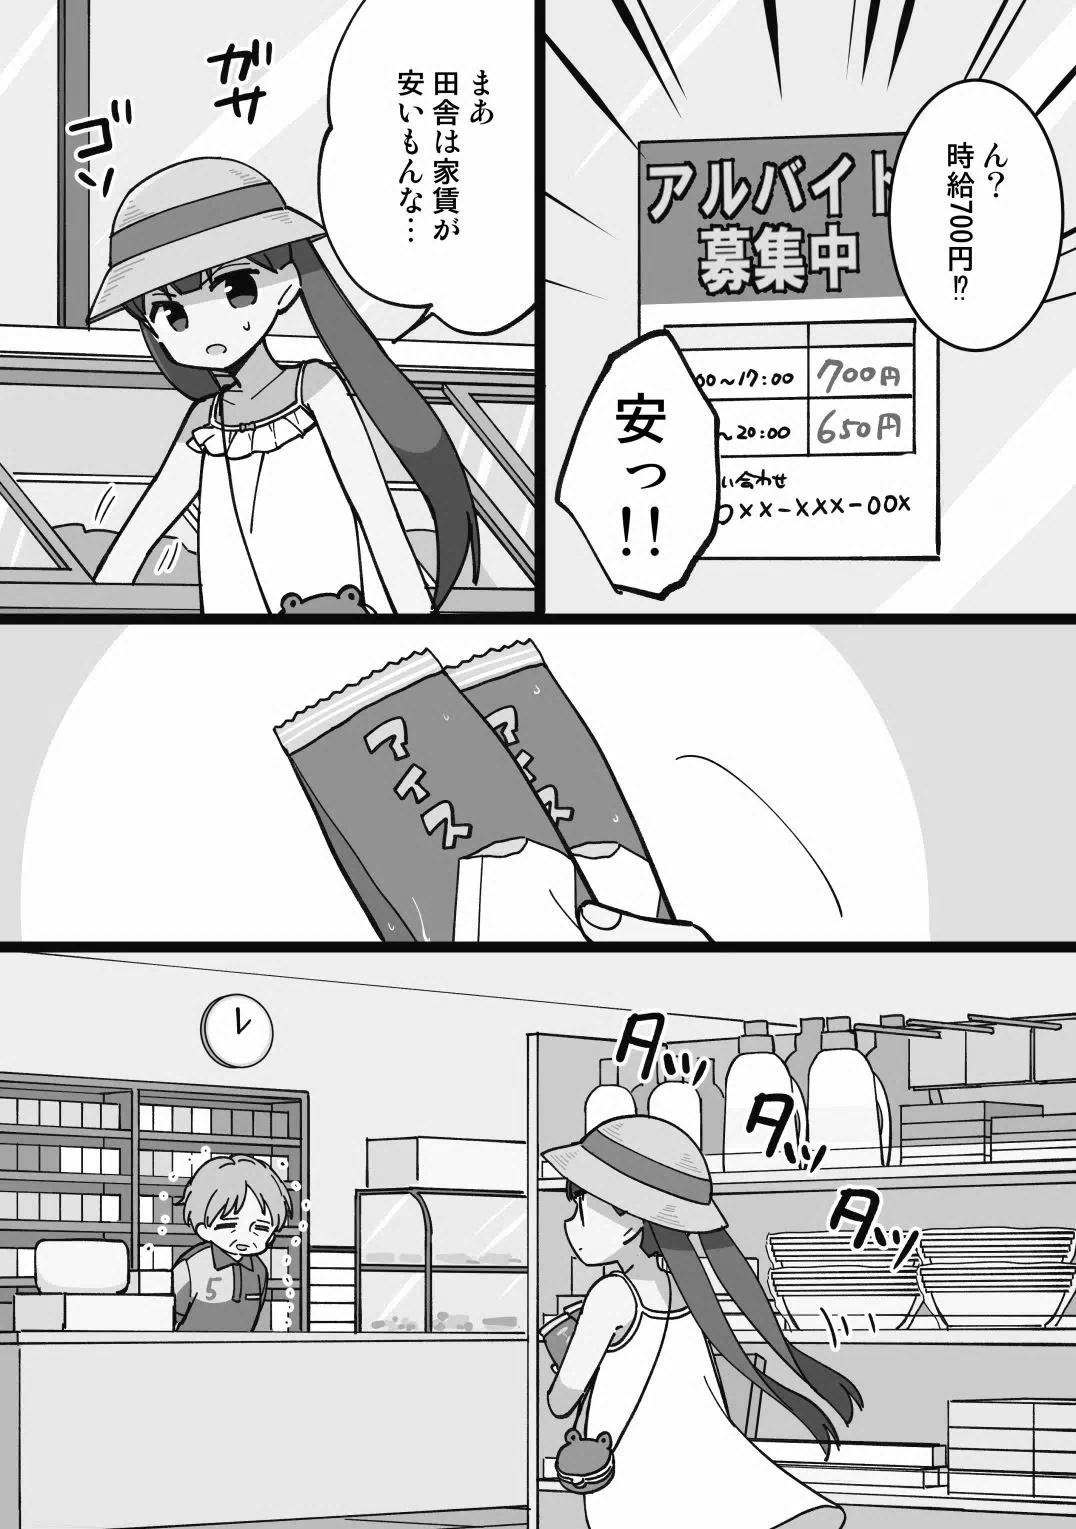 ん?
時給700円!?
アルバイト
募集中
00～17:00
700円
～20:00
650円
い合わせ
0××-×××-00×
安っ!!
まあ
田舎は家賃が
安いもんな…
ガサ
ゴソ
アイス
アイス
タッ
タッ
タッ
5